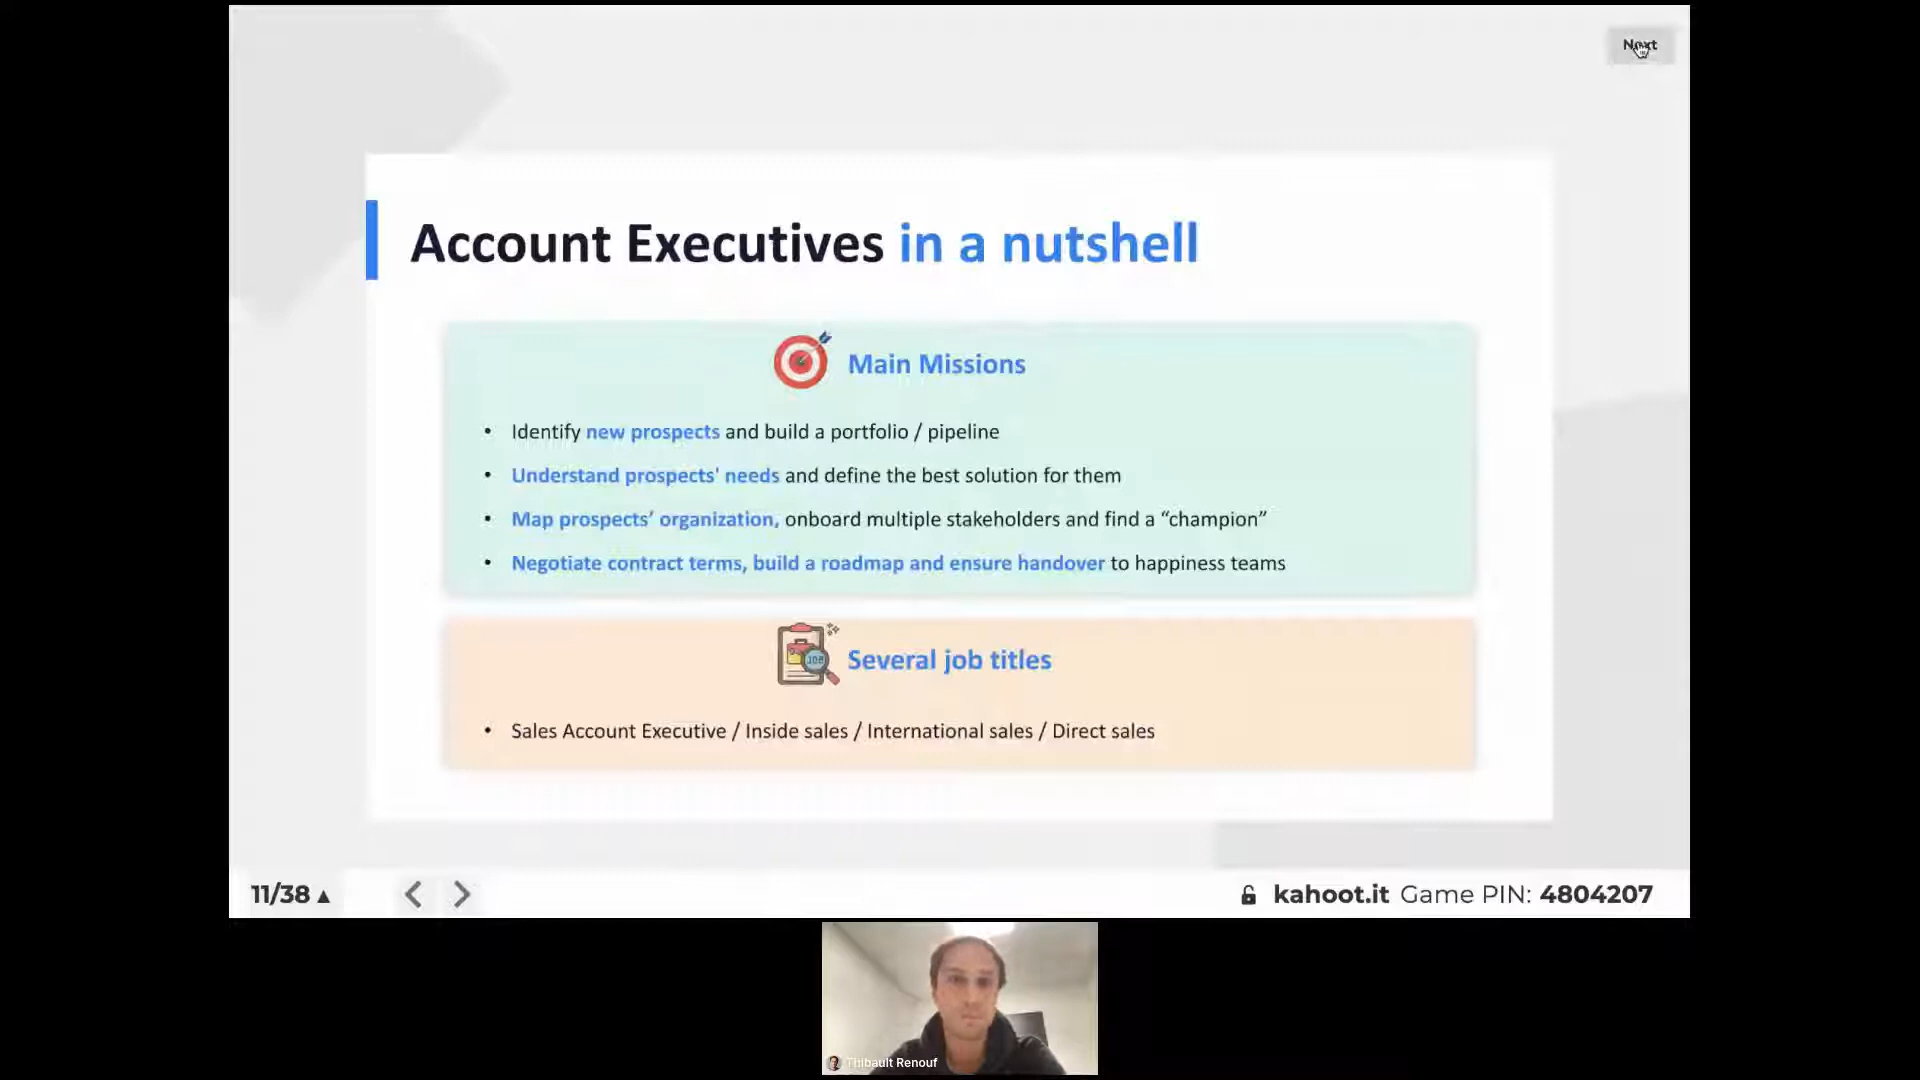 Next
Account Executives in a nutshell
Main Missions
• Identify new prospects and build a portfolio / pipeline
• Understand prospects' needs and define the best solution for them
• Map prospects’ organization, onboard multiple stakeholders and find a “champion”
• Negotiate contract terms, build a roadmap and ensure handover to happiness teams
JOB
Several job titles
• Sales Account Executive / Inside sales / International sales / Direct sales
11/38
kahoot.it Game PIN: 4804207
Thibault Renouf